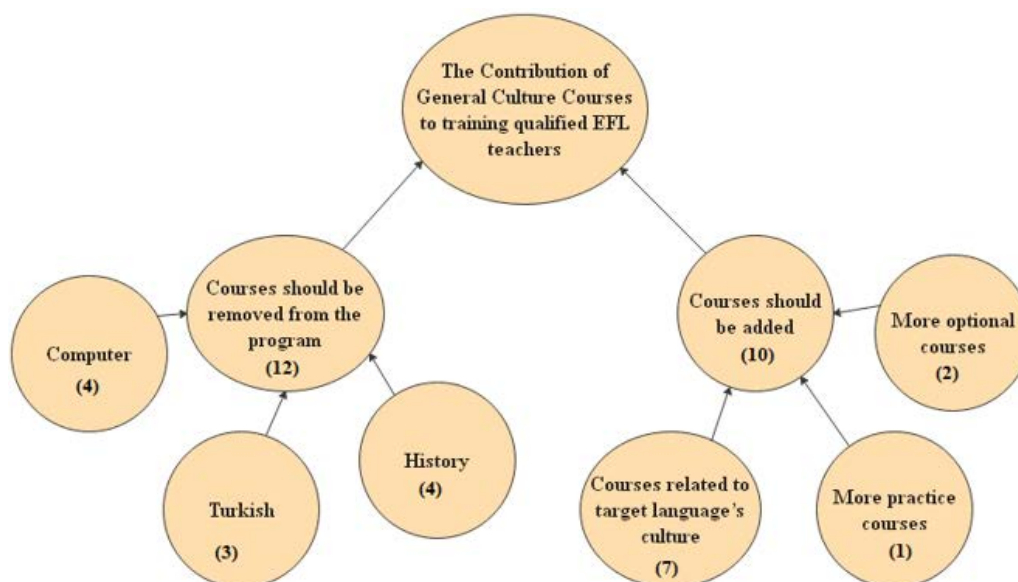 The Contribution of
General Culture Courses
to training qualified EFL
teachers
Courses should be
removed from the
program
(12)
Courses should
be added
(10)
Computer
(4)
More optional
courses
(2)
History
(4)
Turkish
(3)
Courses related to
target language's
culture
(7)
More practice
courses
(1)